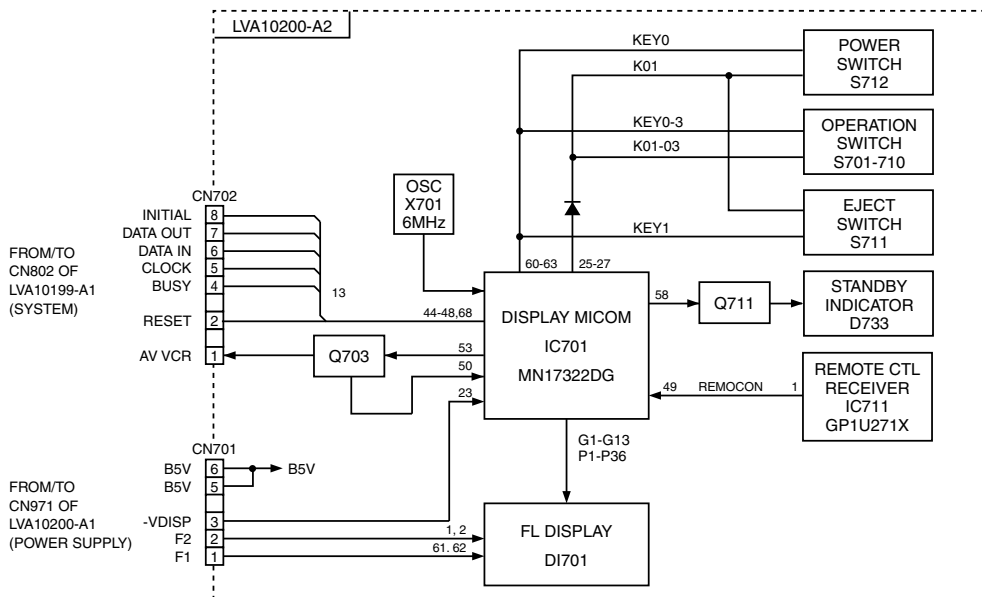 LVA10200-A2
KEY0
K01
POWER
SWITCH
S712
KEY0-3
K01-03
OPERATION
SWITCH
S701-710
KEY1
EJECT
SWITCH
S711
OSC
X701
6MHz
CN702
INITIAL 8
DATA OUT 7
DATA IN 6
CLOCK 5
BUSY 4
RESET 2
AV VCR 1
FROM/TO
CN802 OF
LVA10199-A1
(SYSTEM)
13
44-48,68
60-63
25-27
DISPLAY MICOM
IC701
MN17322DG
58
Q711
STANDBY
INDICATOR
D733
Q703
53
50
23
49 REMOCON 1
REMOTE CTL
RECEIVER
IC711
GP1U271X
G1-G13
P1-P36
CN701
B5V 6
B5V
B5V 5
-VDISP 3
F2 2
F1 1
FROM/TO
CN971 OF
LVA10200-A1
(POWER SUPPLY)
1, 2
61. 62
FL DISPLAY
DI701